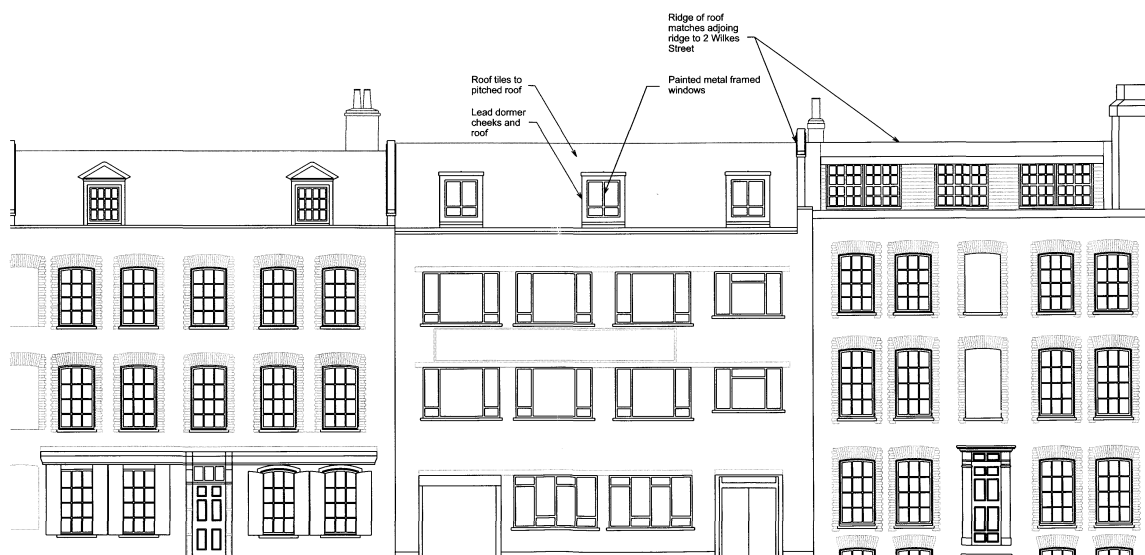 Ridge of roof
matches adjoing
ridge to 2 Wilkes
Street
Roof tiles to
pitched roof
Painted metal framed
windows
Lead dormer
cheeks and
roof